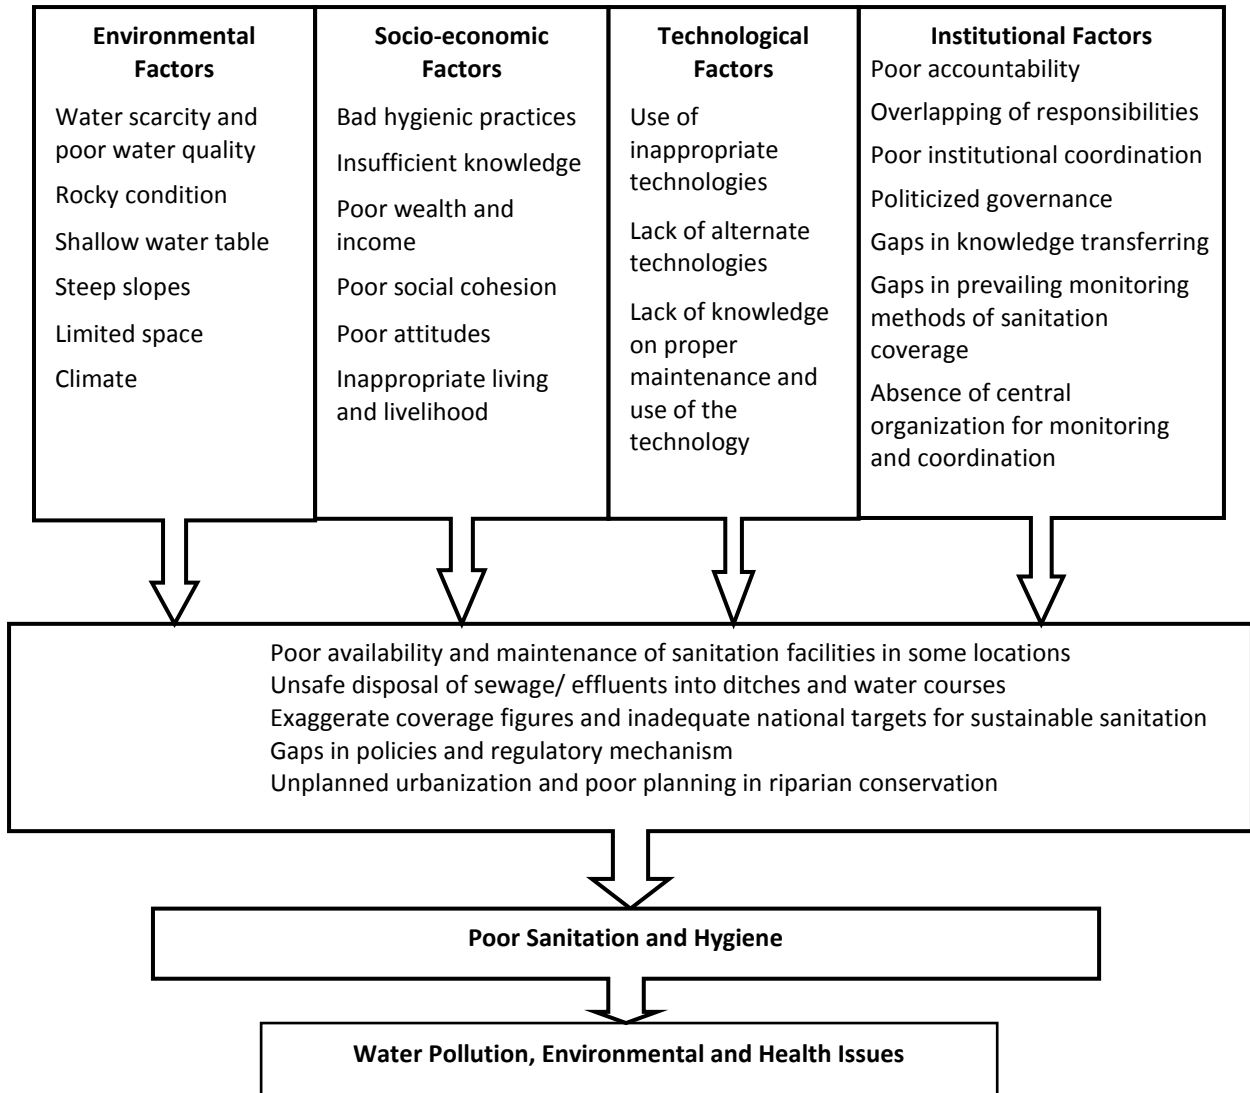 Environmental
Factors
Water scarcity and
poor water quality
Rocky condition
Shallow water table
Steep slopes
Limited space
Climate
Socio-economic
Factors
Bad hygienic practices
Insufficient knowledge
Poor wealth and
income
Poor social cohesion
Poor attitudes
Inappropriate living
and livelihood
Technological
Factors
Use of
inappropriate
technologies
Lack of alternate
technologies
Lack of knowledge
on proper
maintenance and
use of the
technology
Institutional Factors
Poor accountability
Overlapping of responsibilities
Poor institutional coordination
Politicized governance
Gaps in knowledge transferring
Gaps in prevailing monitoring
methods of sanitation
coverage
Absence of central
organization for monitoring
and coordination
Poor availability and maintenance of sanitation facilities in some locations
Unsafe disposal of sewage/ effluents into ditches and water courses
Exaggerate coverage figures and inadequate national targets for sustainable sanitation
Gaps in policies and regulatory mechanism
Unplanned urbanization and poor planning in riparian conservation
Poor Sanitation and Hygiene
Water Pollution, Environmental and Health Issues